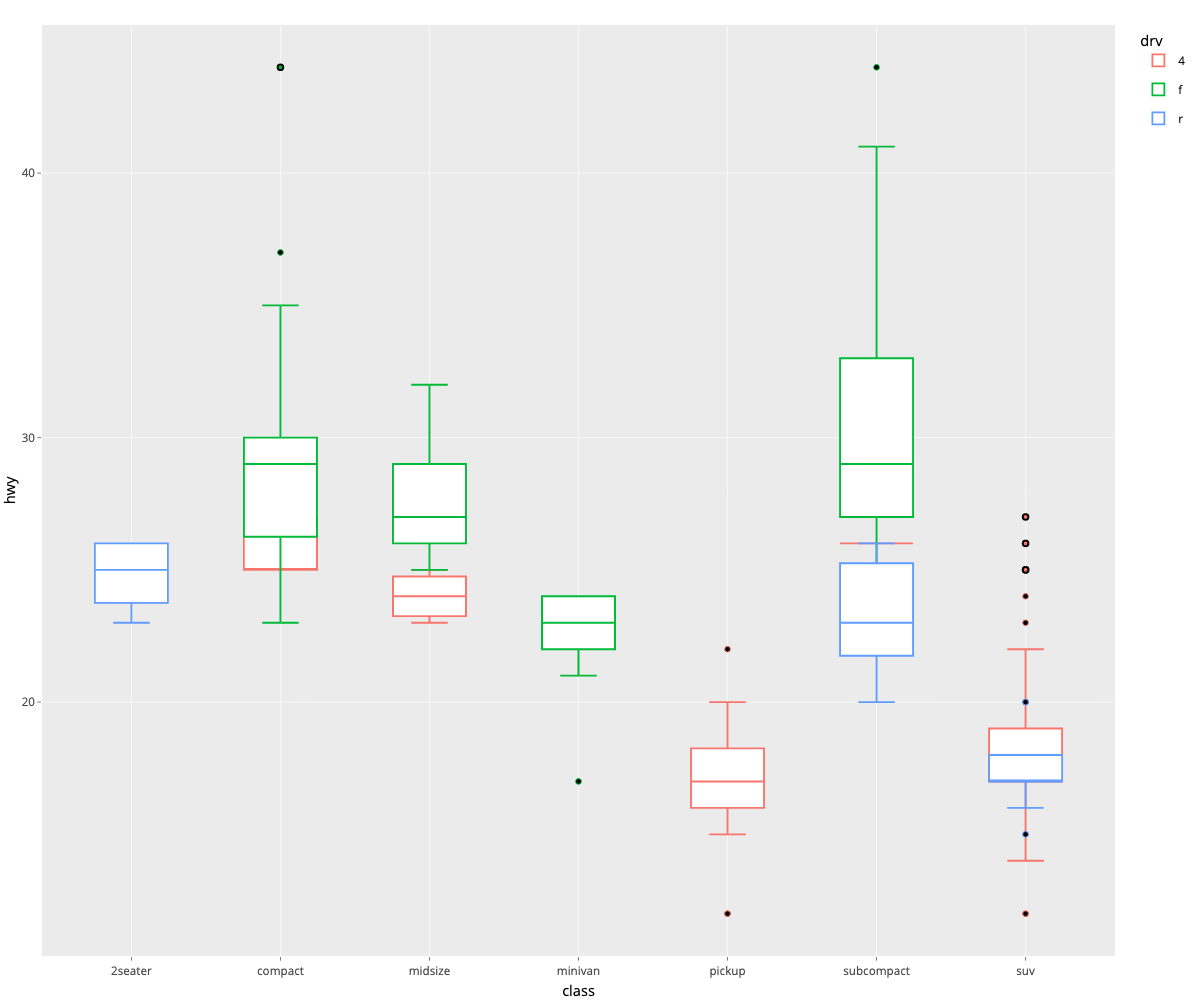 drv
4
f
r
40
30
20
hwy
2seater compact midsize minivan pickup subcompact suv
class